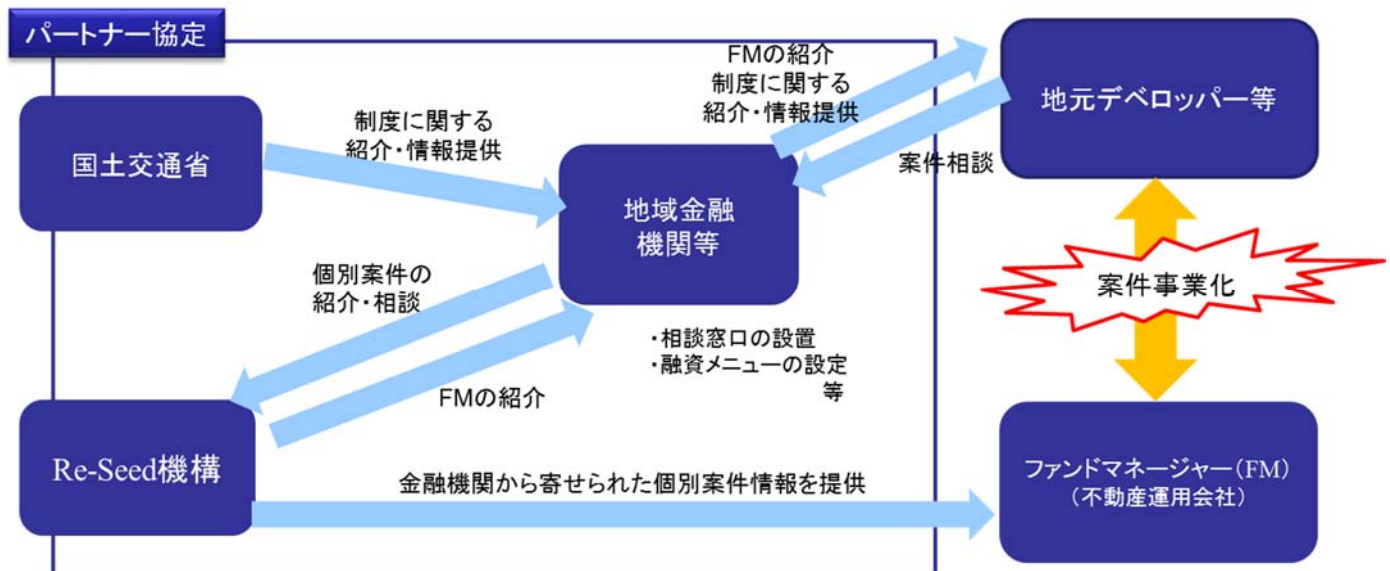 パートナー協定
国土交通省
制度に関する
紹介・情報提供
地域金融
機関等
FMの紹介
制度に関する
紹介・情報提供
案件相談
地元デベロッパー等
個別案件の
紹介・相談
FMの紹介
・相談窓口の設置
・融資メニューの設定
等
案件事業化
Re-Seed機構
金融機関から寄せられた個別案件情報を提供
ファンドマネージャー(FM)
(不動産運用会社)